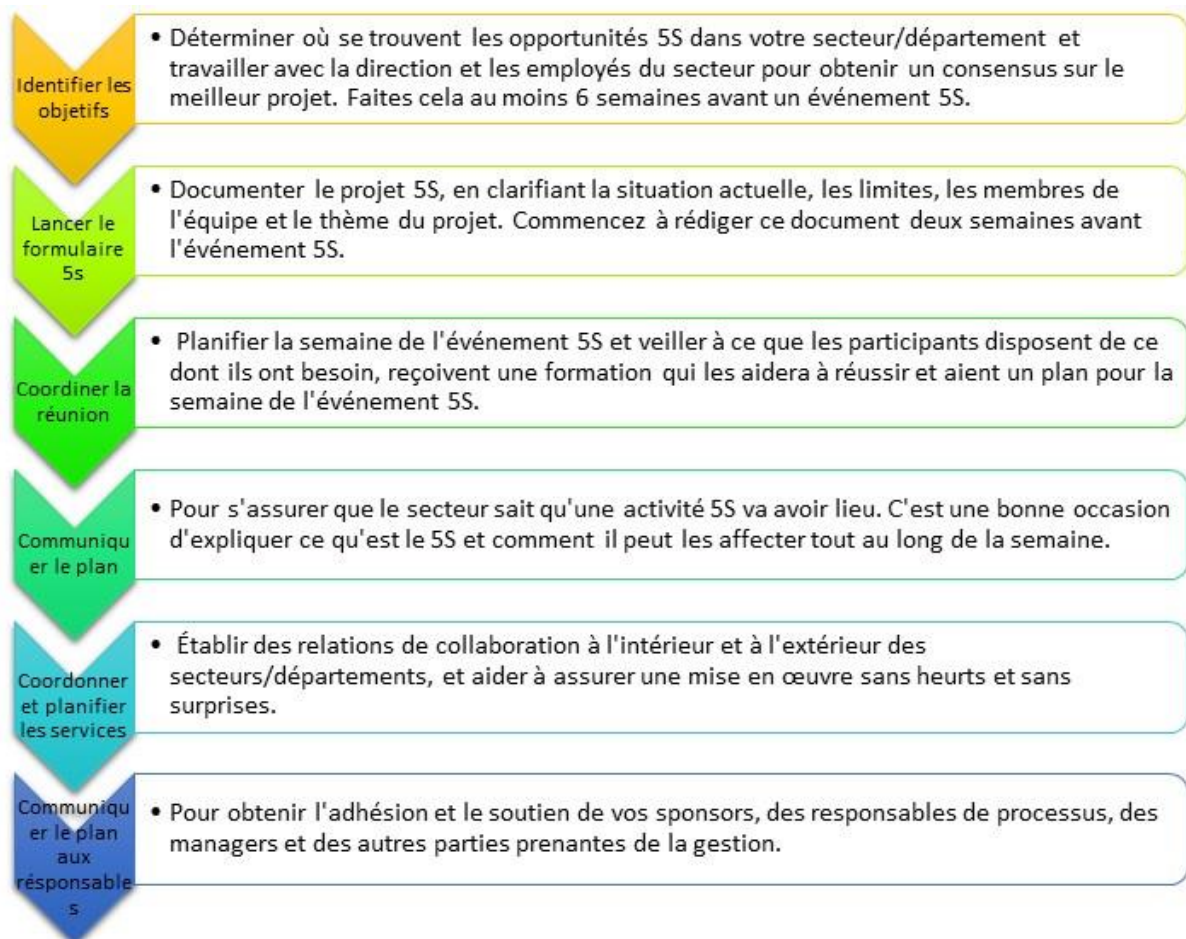 Identifier les
objetifs
• Déterminer où se trouvent les opportunités 5S dans votre secteur/département et
travailler avec la direction et les employés du secteur pour obtenir un consensus sur le
meilleur projet. Faites cela au moins 6 semaines avant un événement 5S.
Lancer le
formulaire
5s
• Documenter le projet 5S, en clarifiant la situation actuelle, les limites, les membres de
l'équipe et le thème du projet. Commencez à rédiger ce document deux semaines avant
l'événement 5S.
Coordiner la
réunion
• Planifier la semaine de l'événement 5S et veiller à ce que les participants disposent de ce
dont ils ont besoin, reçoivent une formation qui les aidera à réussir et aient un plan pour la
semaine de l'événement 5S.
Communiqu
er le plan
• Pour s'assurer que le secteur sait qu'une activité 5S va avoir lieu. C'est une bonne occasion
d'expliquer ce qu'est le 5S et comment il peut les affecter tout au long de la semaine.
Coordonner
et planifier
les services
• Établir des relations de collaboration à l'intérieur et à l'extérieur des
secteurs/départements, et aider à assurer une mise en œuvre sans heurts et sans
surprises.
Communiqu
er le plan
aux
résponsable
s
• Pour obtenir l'adhésion et le soutien de vos sponsors, des responsables de processus, des
managers et des autres parties prenantes de la gestion.